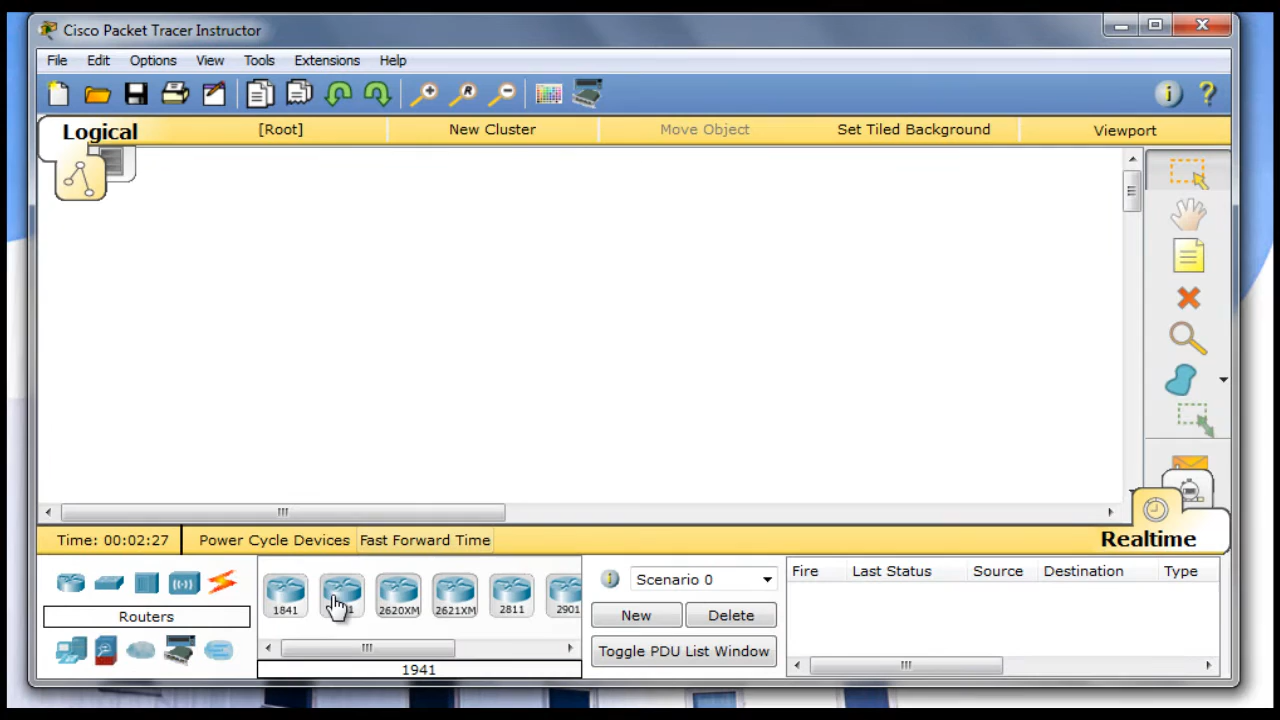 Cisco Packet Tracer Instructor
File Edit Options View Tools Extensions Help
Logical [Root] New Cluster Move Object Set Tiled Background Viewport
Time: 00:02:27 Power Cycle Devices Fast Forward Time Realtime
Routers
1841 2620XM 2621XM 2811 2901
1941
Scenario 0
New Delete
Toggle PDU List Window
Fire Last Status Source Destination Type